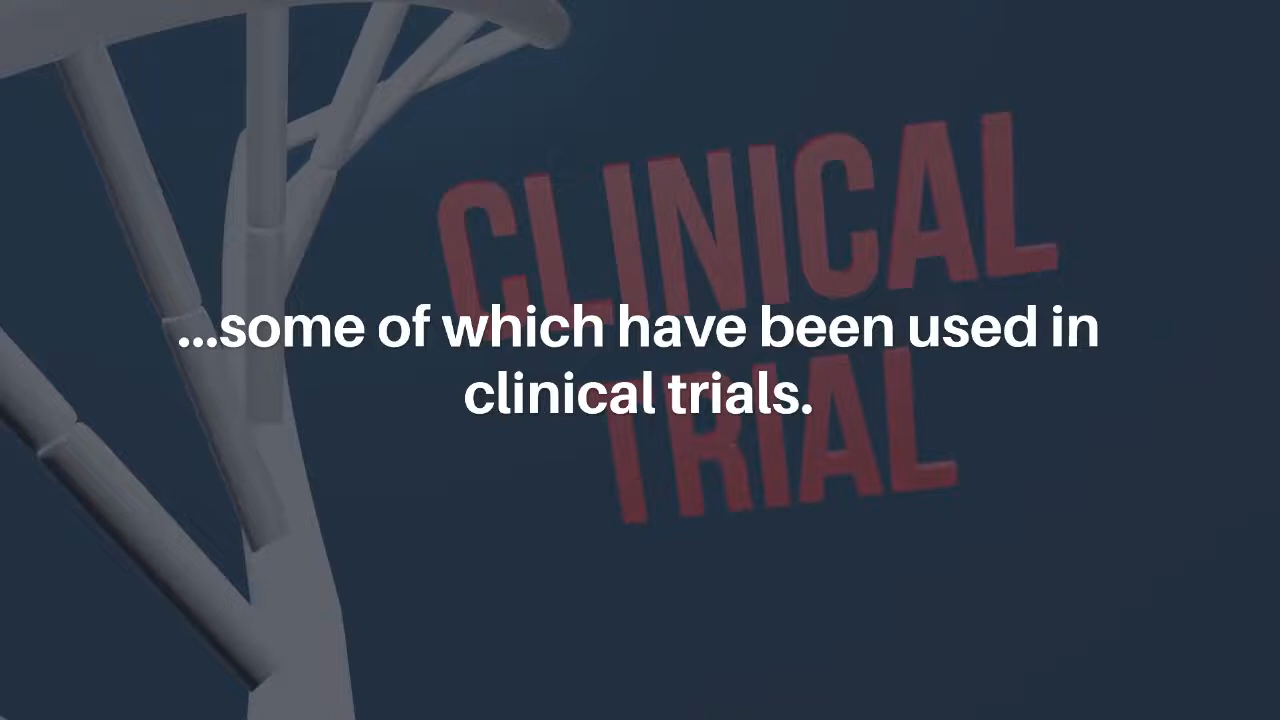 CLINICAL
...some of which have been used in
clinical trials.
TRIAL